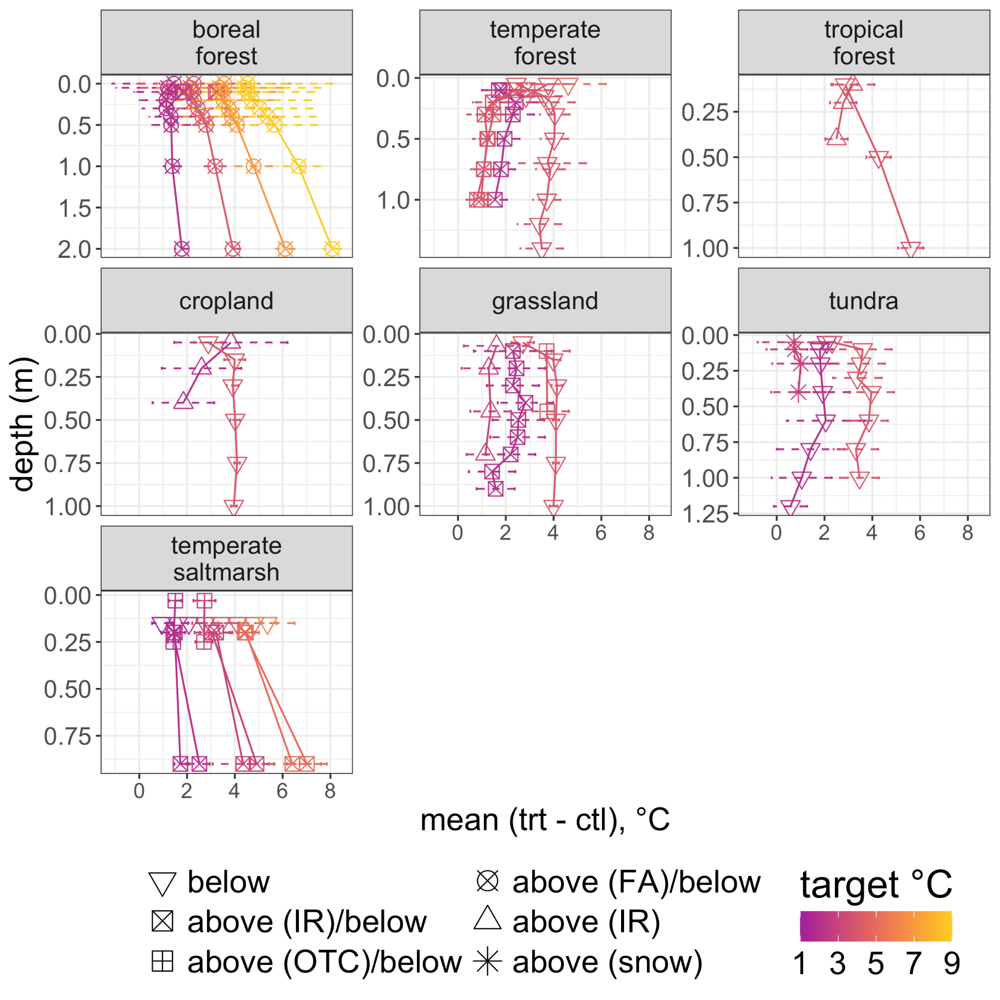 boreal
forest
temperate
forest
tropical
forest
0.0
0.5
1.0
1.5
2.0
0.0
0.5
1.0
0.25
0.50
0.75
1.00
cropland
grassland
tundra
0.00
0.25
0.50
0.75
1.00
0.00
0.25
0.50
0.75
1.00
0 2 4 6 8
0.00
0.25
0.50
0.75
1.00
1.25
0 2 4 6 8
depth (m)
temperate
saltmarsh
0.00
0.25
0.50
0.75
0 2 4 6 8
mean (trt - ctl), °C
below
above (IR)/below
above (OTC)/below
above (FA)/below
above (IR)
above (snow)
target °C
1 3 5 7 9